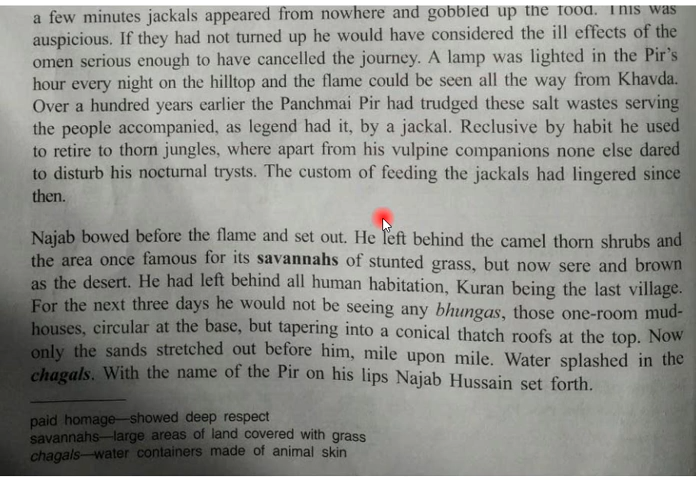 a few minutes jackals appeared from nowhere and gobbled up the food. This was
auspicious. If they had not turned up he would have considered the ill effects of the
omen serious enough to have cancelled the journey. A lamp was lighted in the Pir's
hour every night on the hilltop and the flame could be seen all the way from Khavda.
Over a hundred years earlier the Panchmai Pir had trudged these salt wastes serving
the people accompanied, as legend had it, by a jackal. Reclusive by habit he used
to retire to thorn jungles, where apart from his vulpine companions none else dared
to disturb his nocturnal trysts. The custom of feeding the jackals had lingered since
then.
Najab bowed before the flame and set out. He left behind the camel thorn shrubs and
the area once famous for its savannahs of stunted grass, but now sere and brown
as the desert. He had left behind all human habitation, Kuran being the last village.
For the next three days he would not be seeing any bhungas, those one-room mud-
houses, circular at the base, but tapering into a conical thatch roofs at the top. Now
only the sands stretched out before him, mile upon mile. Water splashed in the
chagals. With the name of the Pir on his lips Najab Hussain set forth.
paid homage—showed deep respect
savannahs—large areas of land covered with grass
chagals—water containers made of animal skin